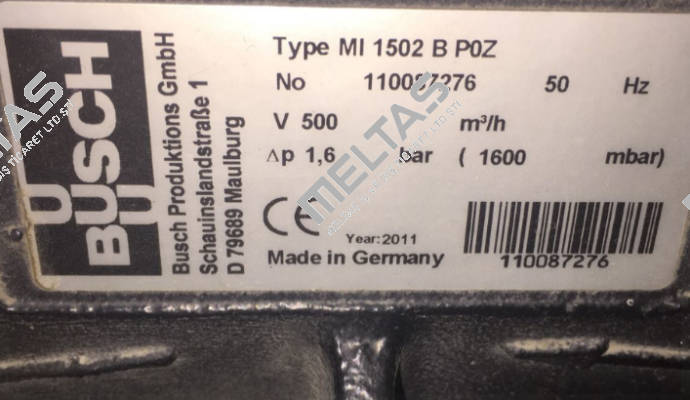 BUSCH
Busch Produktions GmbH
Schauinslandstraße 1
D 79689 Maulburg
Type MI 1502 B P0Z
No 110087276 50 Hz
V 500 m³/h
Δp 1,6 bar ( 1600 mbar)
CE
Year:2011
Made in Germany
110087276
MELTAS
MELTAS